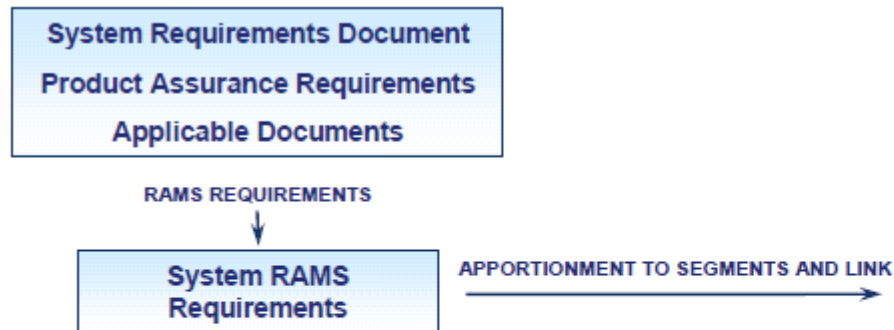 System Requirements Document
Product Assurance Requirements
Applicable Documents
RAMS REQUIREMENTS
System RAMS
Requirements
APPORTIONMENT TO SEGMENTS AND LINK